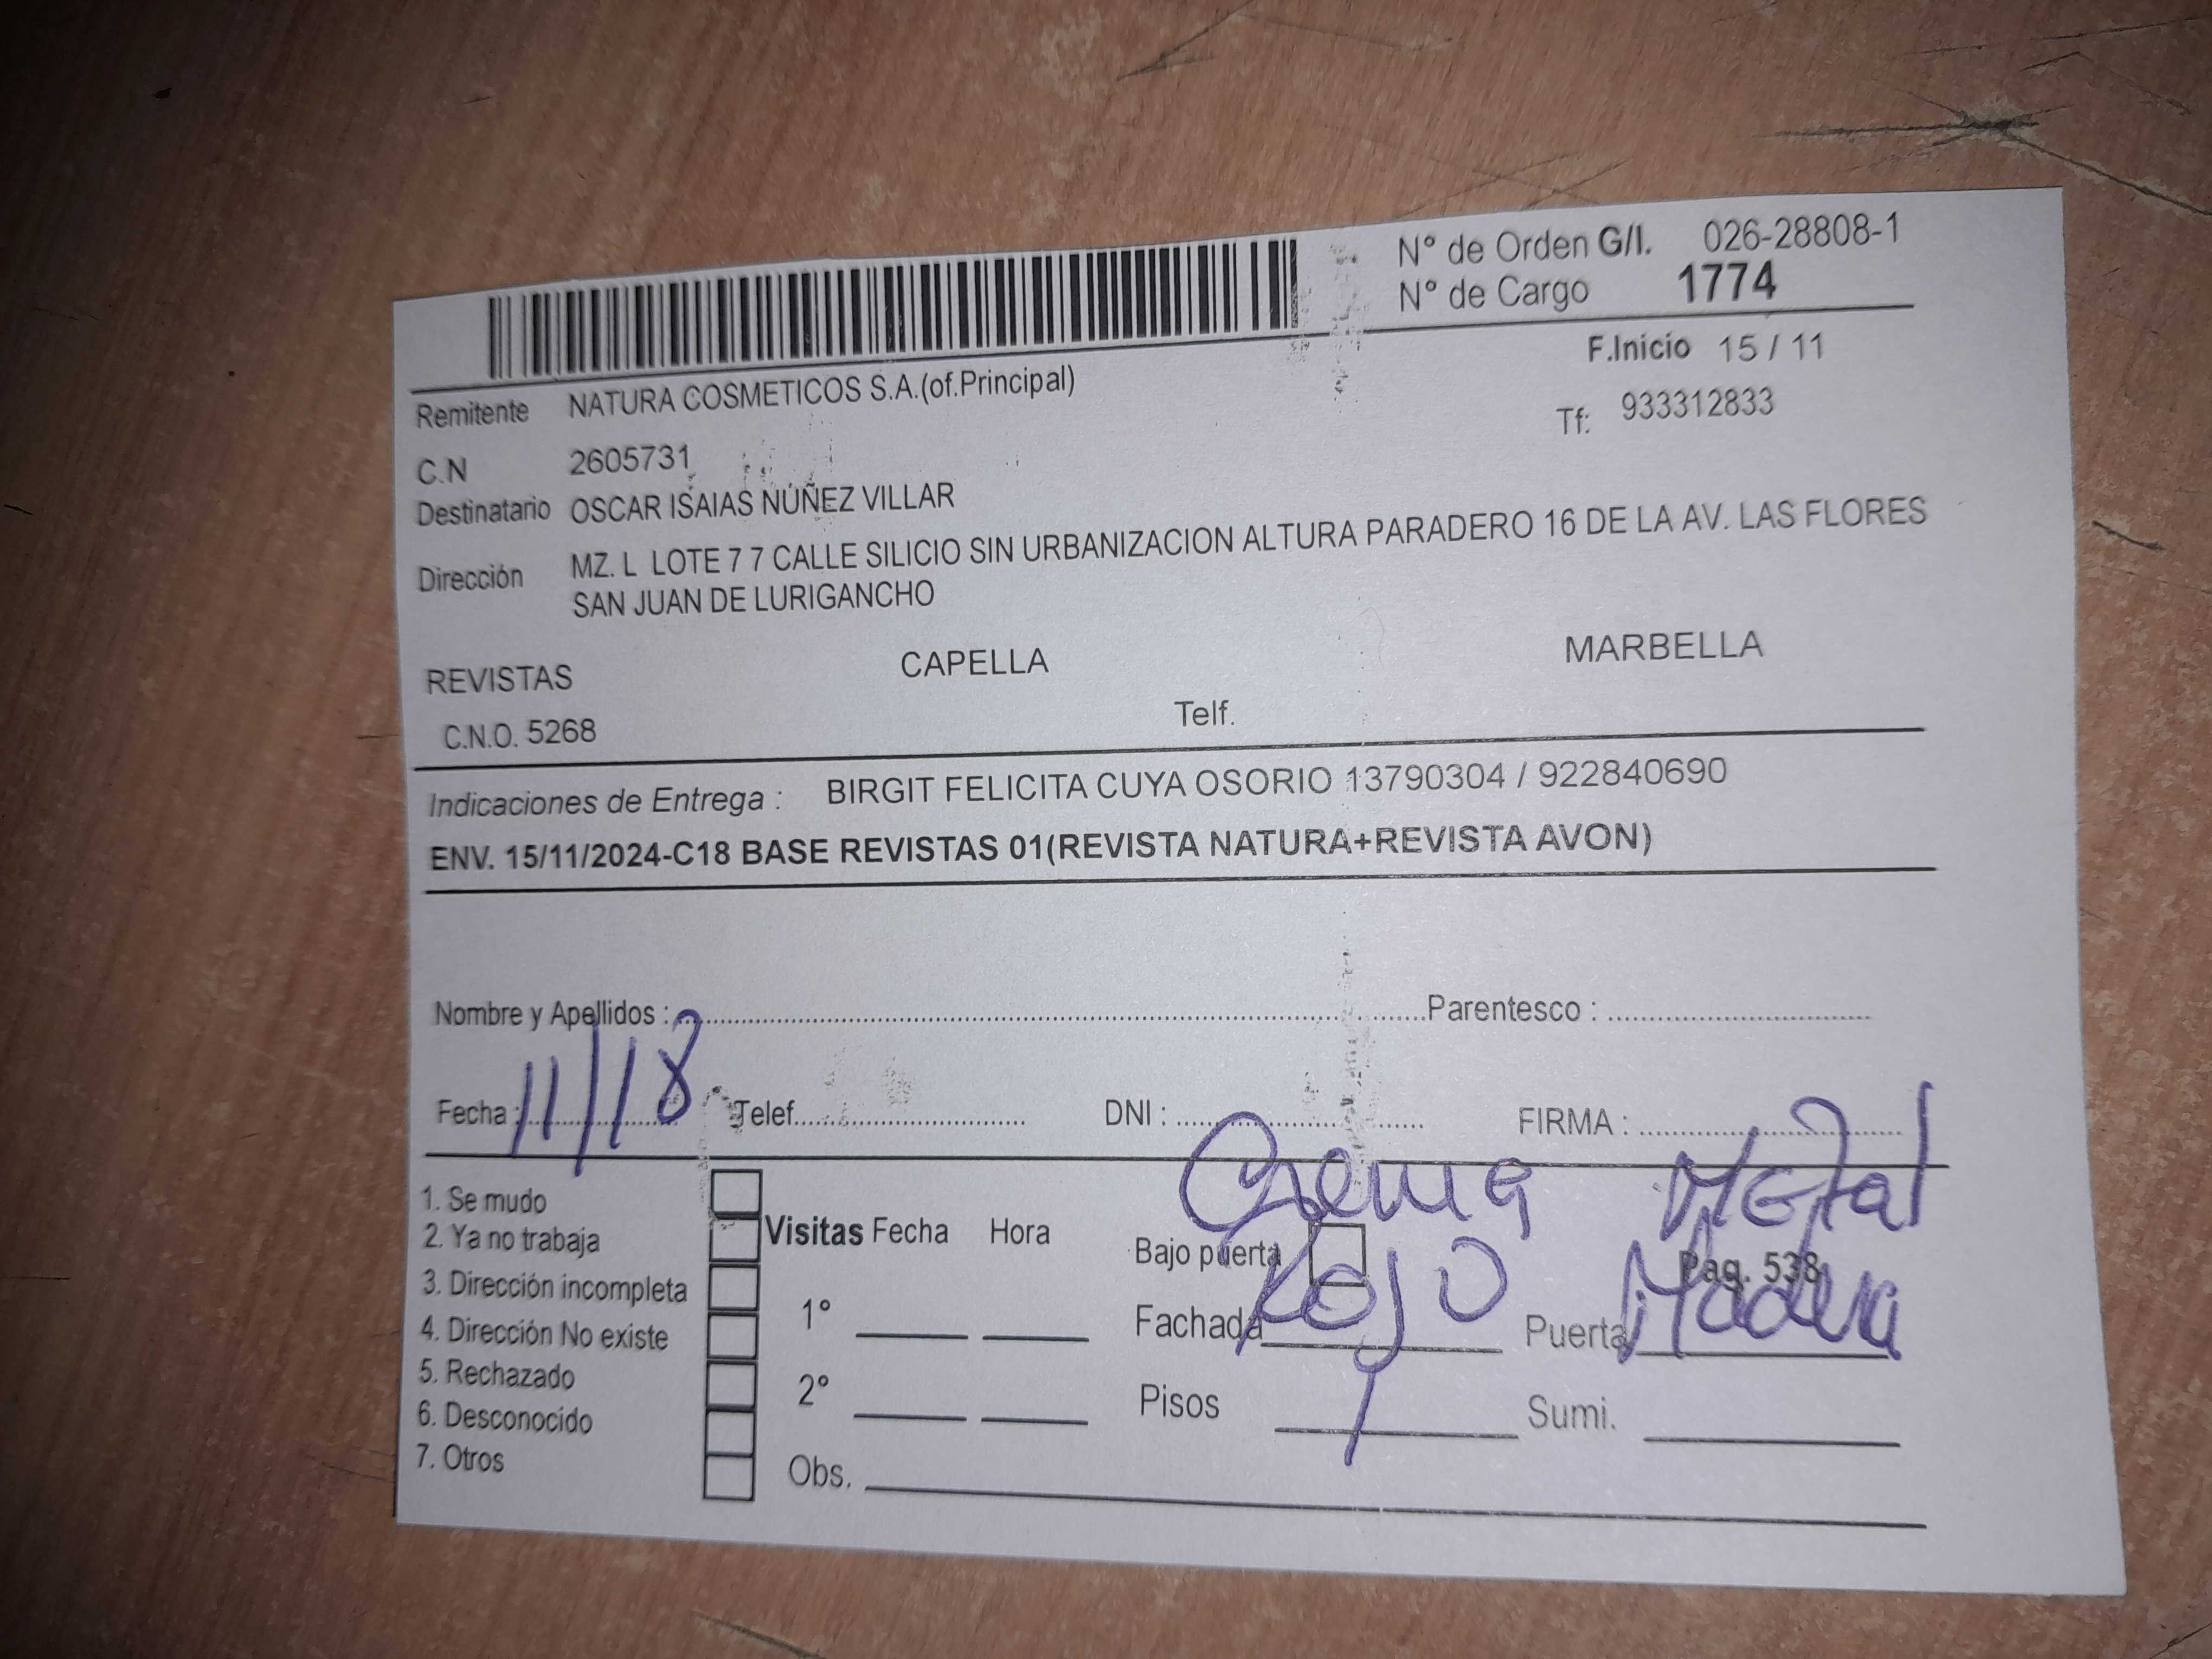 N° de Orden G/I. 026-28808-1
N° de Cargo 1774
F.Inicio 15 / 11
Remitente NATURA COSMETICOS S.A.(of.Principal)
Tf: 933312833
C.N 2605731
Destinatario OSCAR ISAIAS NÚÑEZ VILLAR
Dirección MZ. L LOTE 7 7 CALLE SILICIO SIN URBANIZACION ALTURA PARADERO 16 DE LA AV. LAS FLORES
SAN JUAN DE LURIGANCHO
REVISTAS CAPELLA MARBELLA
C.N.O. 5268 Telf.
Indicaciones de Entrega : BIRGIT FELICITA CUYA OSORIO 13790304 / 922840690
ENV. 15/11/2024-C18 BASE REVISTAS 01(REVISTA NATURA+REVISTA AVON)
Nombre y Apellidos : Parentesco :
Fecha : 11/18 Telef. DNI : FIRMA :
Crema Metal
1. Se mudo
2. Ya no trabaja Visitas Fecha Hora Bajo puerta Pag. 538
3. Dirección incompleta
Rojo Madera
4. Dirección No existe 1° Fachada Puerta
5. Rechazado
6. Desconocido 2° Pisos 1 Sumi.
7. Otros Obs.